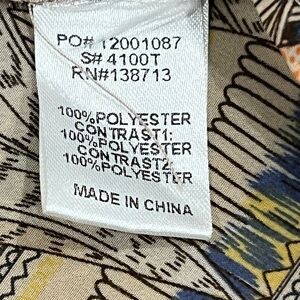 PO# 12001087
S# 4100T
RN#138713
100%POLYESTER
CONTRAST1:
100%POLYESTER
CONTRAST2:
100%POLYESTER
MADE IN CHINA